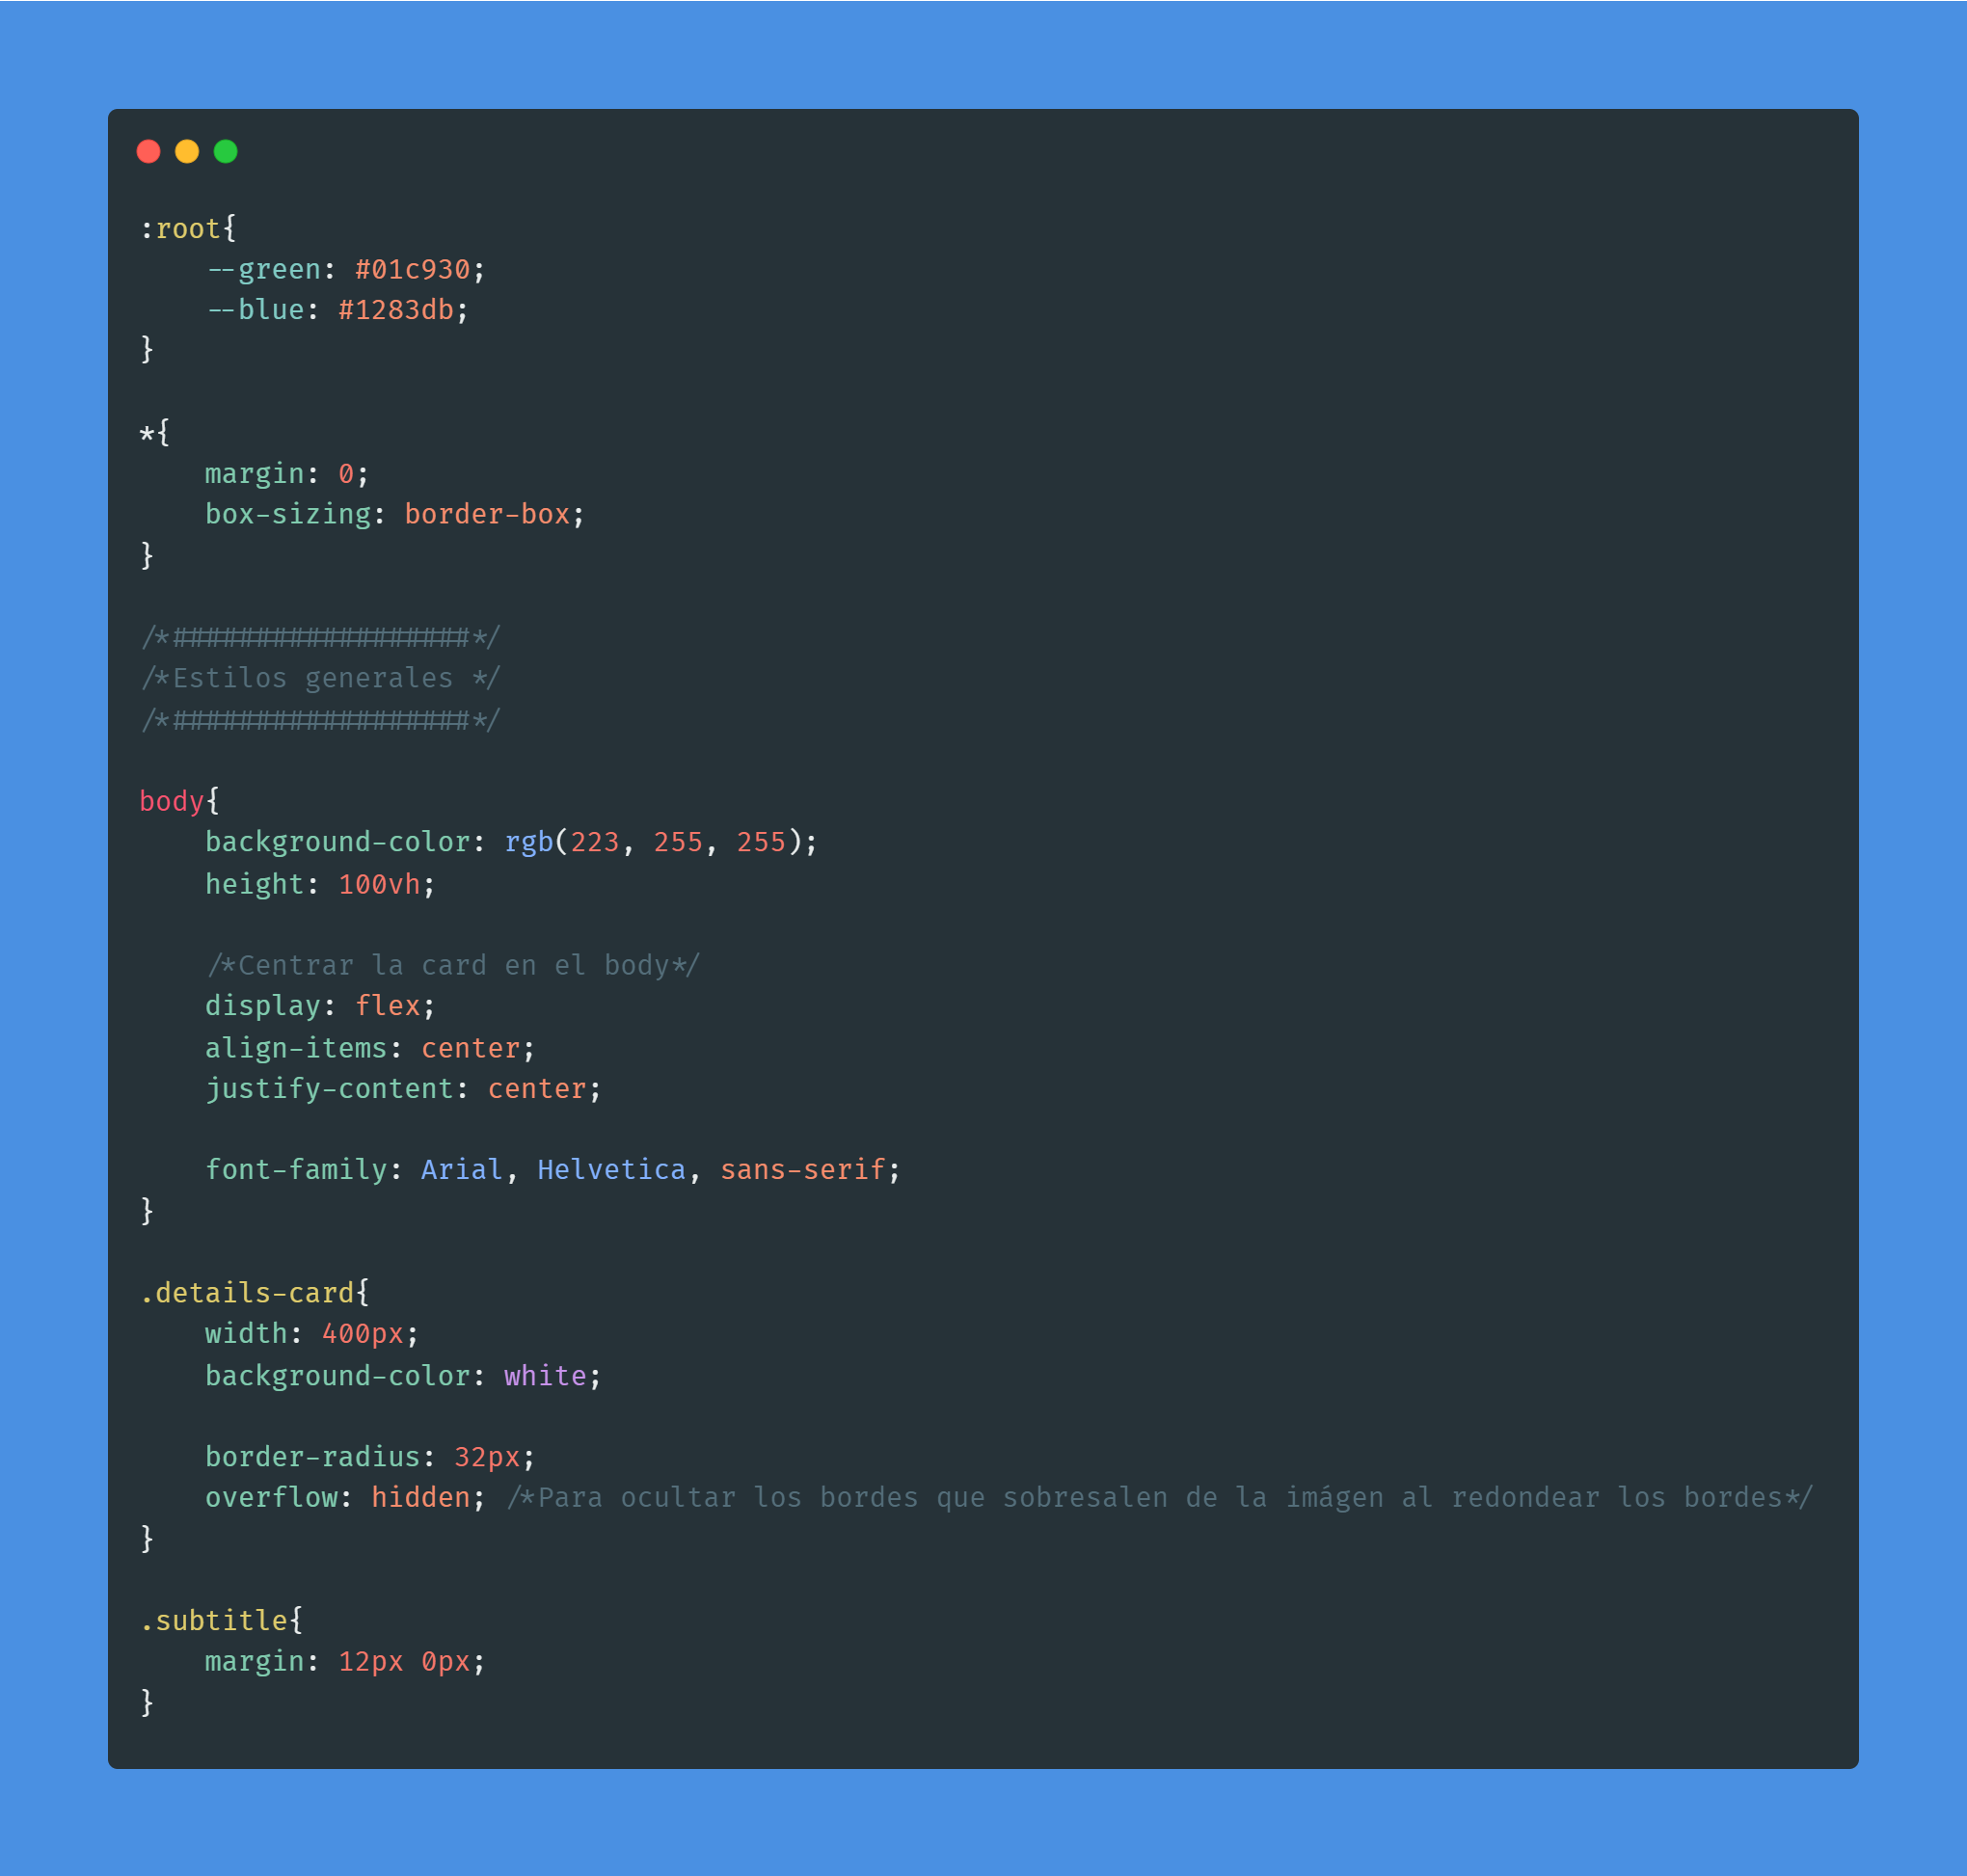 :root{
    --green: #01c930;
    --blue: #1283db;
}

*{
    margin: 0;
    box-sizing: border-box;
}

/*##################*/
/*Estilos generales */
/*##################*/

body{
    background-color: rgb(223, 255, 255);
    height: 100vh;

    /*Centrar la card en el body*/
    display: flex;
    align-items: center;
    justify-content: center;

    font-family: Arial, Helvetica, sans-serif;
}

.details-card{
    width: 400px;
    background-color: white;

    border-radius: 32px;
    overflow: hidden; /*Para ocultar los bordes que sobresalen de la imágen al redondear los bordes*/
}

.subtitle{
    margin: 12px 0px;
}